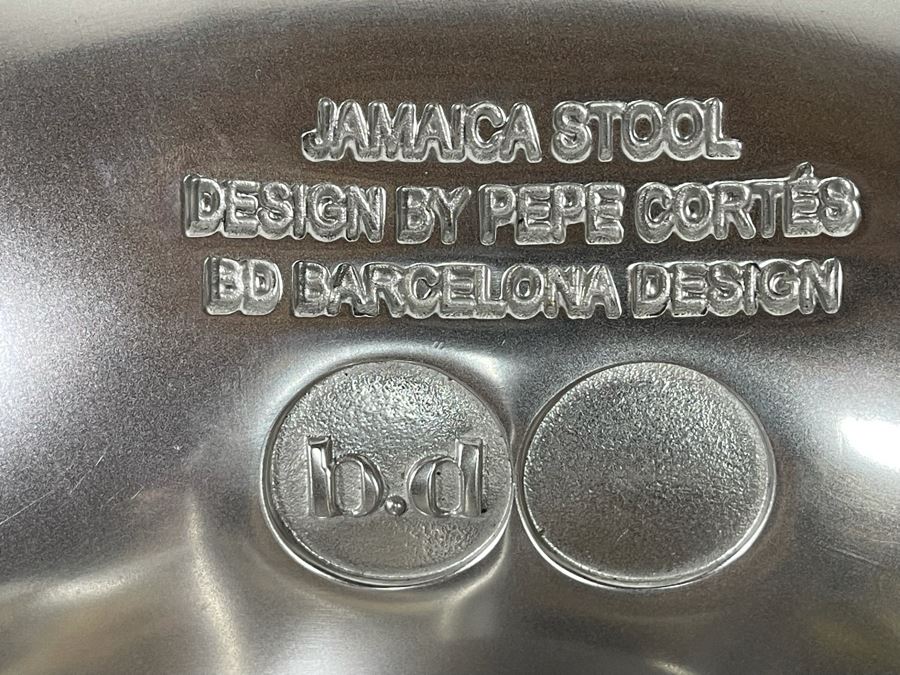 JAMAICA STOOL
DESIGN BY PEPE CORTÉS
BD BARCELONA DESIGN
b.d